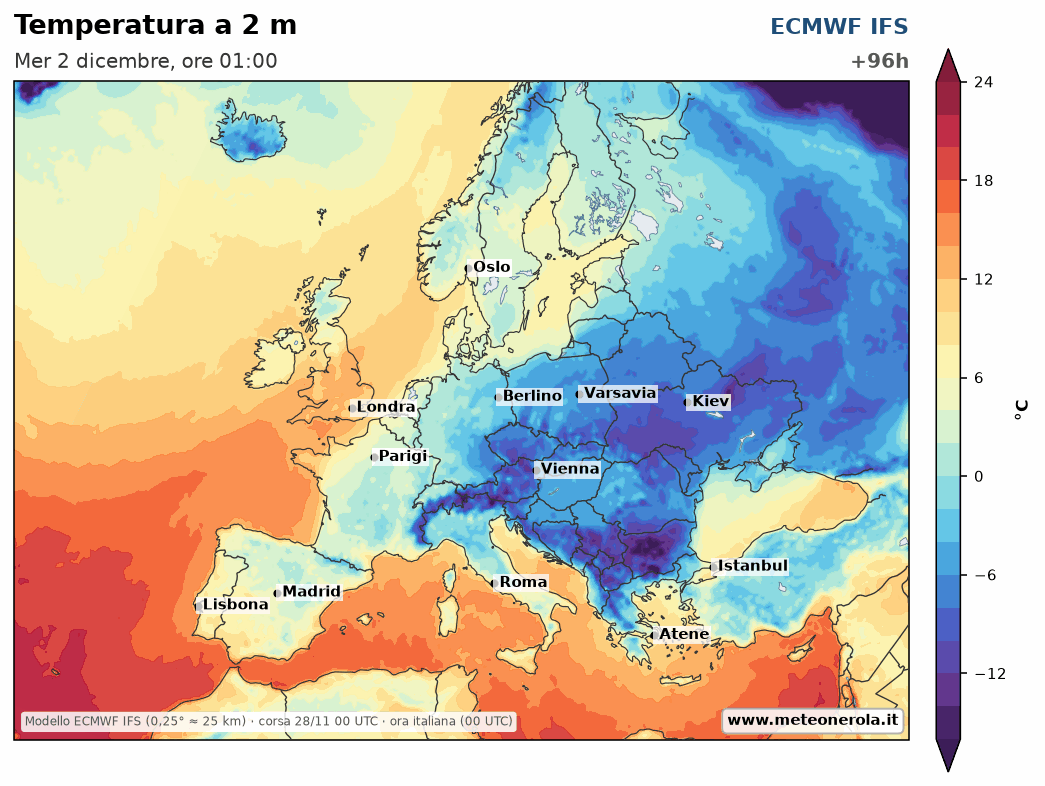 Temperatura a 2 m
ECMWF IFS
Mer 2 dicembre, ore 01:00
+96h
24
18
12
6
0
−6
−12
°C
Oslo
Berlino
Varsavia
Kiev
Londra
Parigi
Vienna
Istanbul
Roma
Madrid
Lisbona
Atene
Modello ECMWF IFS (0,25° ≈ 25 km) · corsa 28/11 00 UTC · ora italiana (00 UTC)
www.meteonerola.it